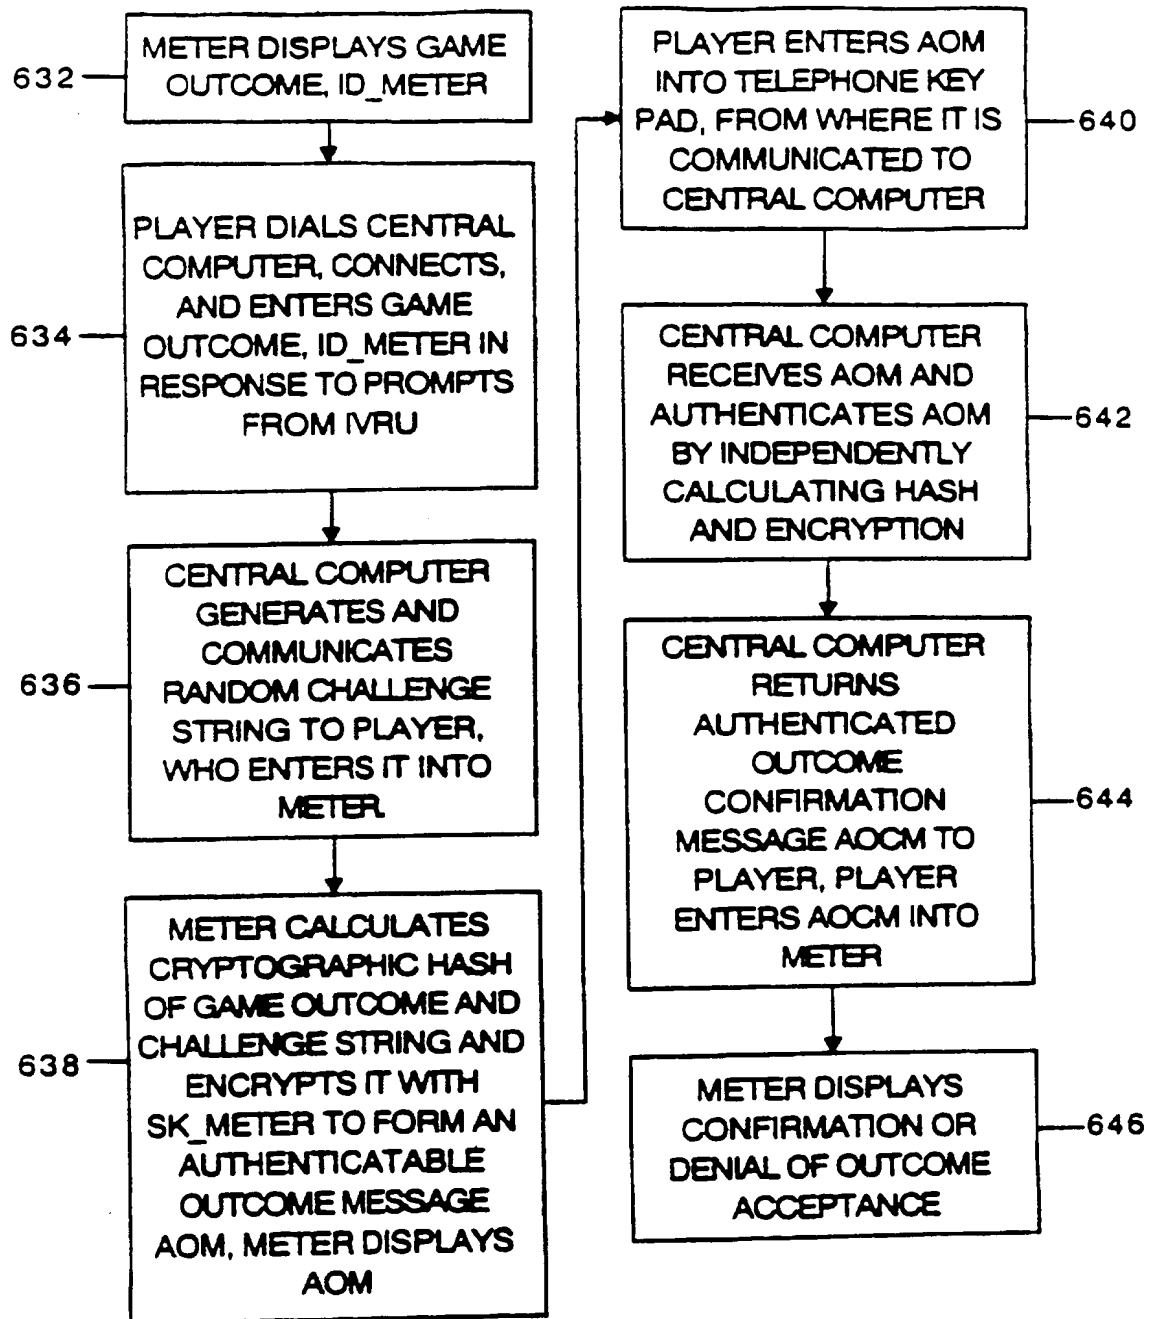 632
METER DISPLAYS GAME
OUTCOME, ID_METER
634
PLAYER DIALS CENTRAL
COMPUTER, CONNECTS,
AND ENTERS GAME
OUTCOME, ID_METER IN
RESPONSE TO PROMPTS
FROM IVRU
636
CENTRAL COMPUTER
GENERATES AND
COMMUNICATES
RANDOM CHALLENGE
STRING TO PLAYER,
WHO ENTERS IT INTO
METER.
638
METER CALCULATES
CRYPTOGRAPHIC HASH
OF GAME OUTCOME AND
CHALLENGE STRING AND
ENCRYPTS IT WITH
SK_METER TO FORM AN
AUTHENTICATABLE
OUTCOME MESSAGE
AOM, METER DISPLAYS
AOM
PLAYER ENTERS AOM
INTO TELEPHONE KEY
PAD, FROM WHERE IT IS
COMMUNICATED TO
CENTRAL COMPUTER
640
CENTRAL COMPUTER
RECEIVES AOM AND
AUTHENTICATES AOM
BY INDEPENDENTLY
CALCULATING HASH
AND ENCRYPTION
642
CENTRAL COMPUTER
RETURNS
AUTHENTICATED
OUTCOME
CONFIRMATION
MESSAGE AOCM TO
PLAYER, PLAYER
ENTERS AOCM INTO
METER
644
METER DISPLAYS
CONFIRMATION OR
DENIAL OF OUTCOME
ACCEPTANCE
646